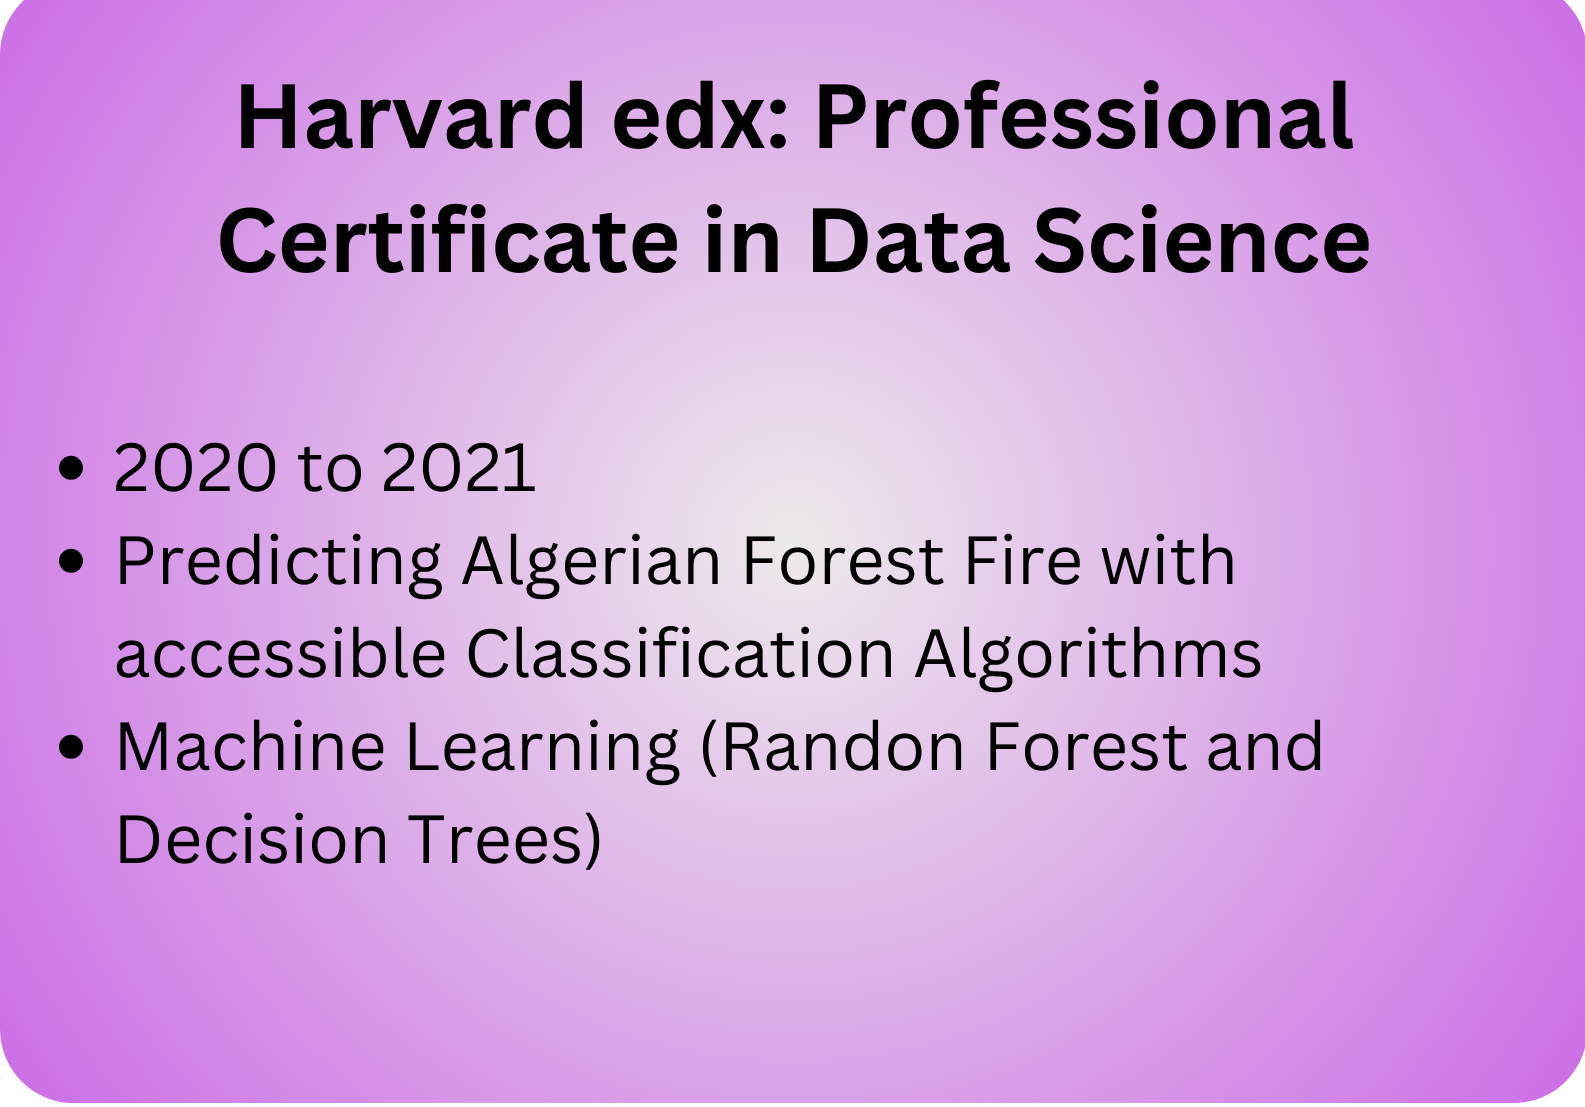 Harvard edx: Professional
Certificate in Data Science
• 2020 to 2021
• Predicting Algerian Forest Fire with
accessible Classification Algorithms
• Machine Learning (Randon Forest and
Decision Trees)